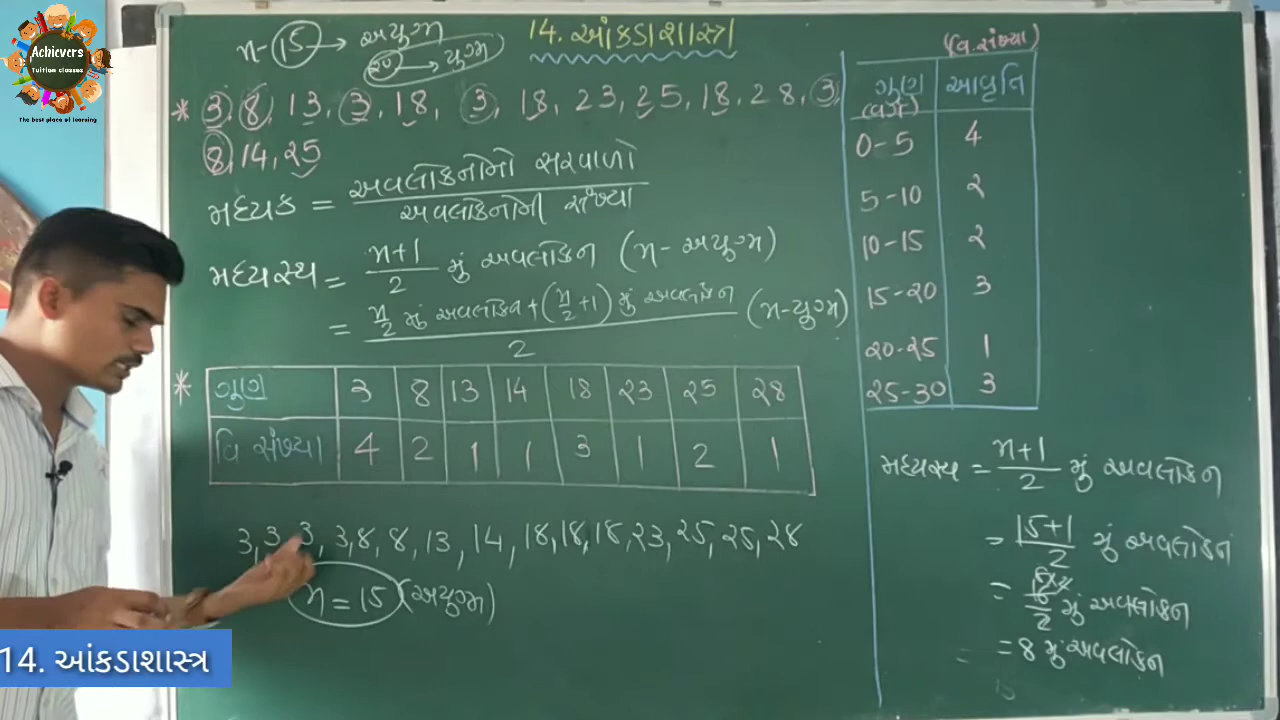 Achievers
Tuition classes
The best place of learning
14. આંકડાશાસ્ત્ર
n - 15 → અયુગ્મ
20 → યુગ્મ
* 3, 8, 13, 3, 18, 3, 18, 23, 25, 18, 28, 3,
8, 14, 25
મધ્યક = અવલોકનોનો સરવાળો / અવલોકનોની સંખ્યા
મધ્યસ્થ = n+1 / 2 મું અવલોકન (n - અયુગ્મ)
= n/2 મું અવલોકન + (n/2 + 1) મું અવલોકન / 2 (n - યુગ્મ)
* ગુણ 3 8 13 14 18 23 25 28
વિ સંખ્યા 4 2 1 1 3 1 2 1
3, 3, 3, 3, 8, 8, 13, 14, 18, 18, 18, 23, 25, 25, 28
n = 15 (અયુગ્મ)
(વિ. સંખ્યા)
ગુણ (વર્ગ) આવૃત્તિ
0-5 4
5-10 2
10-15 2
15-20 3
20-25 1
25-30 3
મધ્યસ્થ = n+1 / 2 મું અવલોકન
= 15+1 / 2 મું અવલોકન
= 16 / 2 મું અવલોકન
= 8 મું અવલોકન
14. આંકડાશાસ્ત્ર